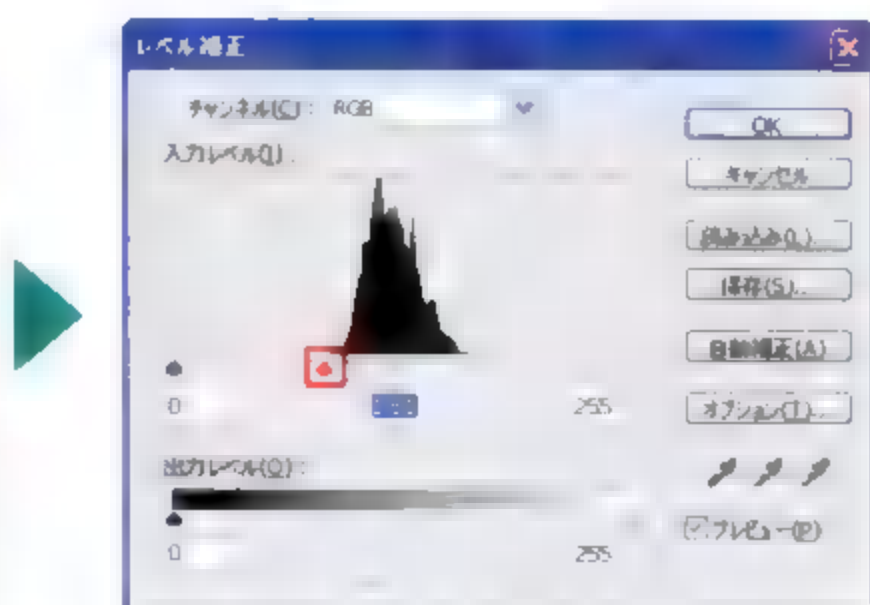 レベル補正
チャンネル(C): RGB
入力レベル(I):
0
255
出力レベル(O):
0
255
OK
キャンセル
読み込み(L)...
保存(S)...
自動補正(A)
オプション(T)...
プレビュー(P)